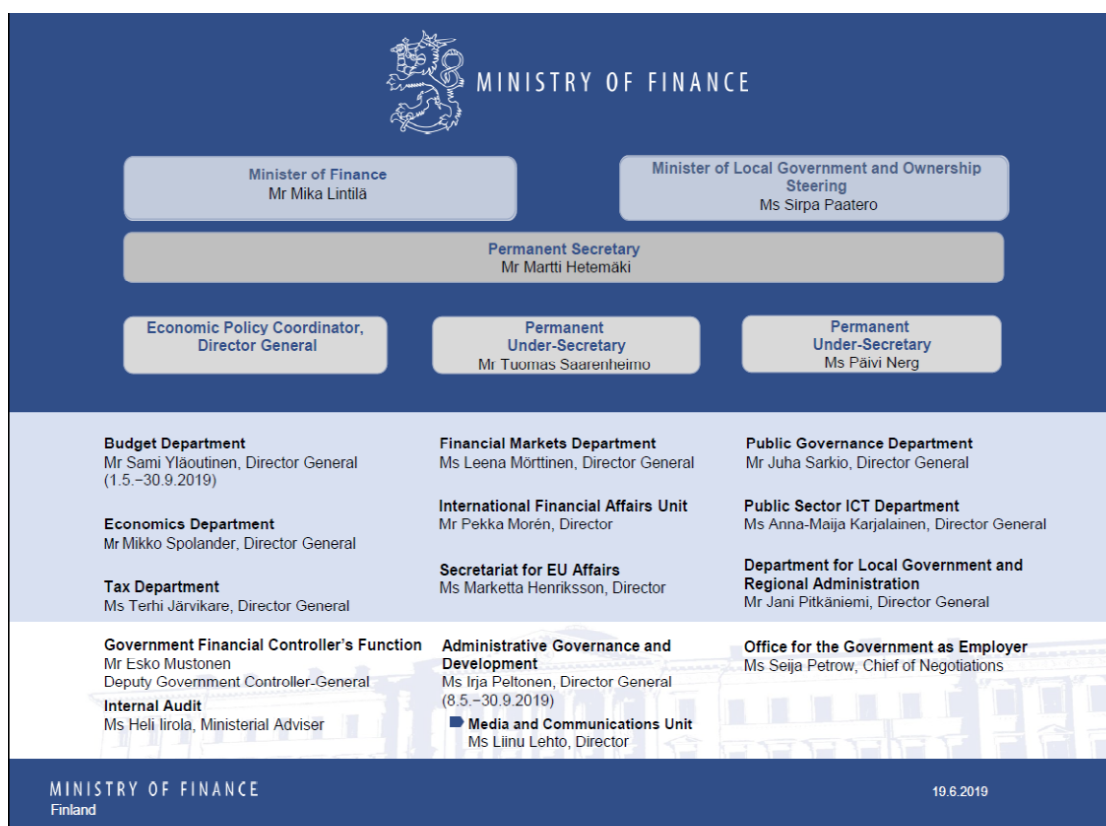 MINISTRY OF FINANCE
Minister of Finance
Mr Mika Lintilä
Minister of Local Government and Ownership
Steering
Ms Sirpa Paatero
Permanent Secretary
Mr Martti Hetemäki
Economic Policy Coordinator,
Director General
Permanent
Under-Secretary
Mr Tuomas Saarenheimo
Permanent
Under-Secretary
Ms Päivi Nerg
Budget Department
Mr Sami Yläoutinen, Director General
(1.5.–30.9.2019)
Economics Department
Mr Mikko Spolander, Director General
Tax Department
Ms Terhi Järvikare, Director General
Financial Markets Department
Ms Leena Mörttinen, Director General
International Financial Affairs Unit
Mr Pekka Morén, Director
Secretariat for EU Affairs
Ms Marketta Henriksson, Director
Public Governance Department
Mr Juha Sarkio, Director General
Public Sector ICT Department
Ms Anna-Maija Karjalainen, Director General
Department for Local Government and
Regional Administration
Mr Jani Pitkäniemi, Director General
Government Financial Controller's Function
Mr Esko Mustonen
Deputy Government Controller-General
Internal Audit
Ms Heli Iirola, Ministerial Adviser
Administrative Governance and
Development
Ms Irja Peltonen, Director General
(8.5.–30.9.2019)
Media and Communications Unit
Ms Liinu Lehto, Director
Office for the Government as Employer
Ms Seija Petrow, Chief of Negotiations
MINISTRY OF FINANCE
Finland
19.6.2019